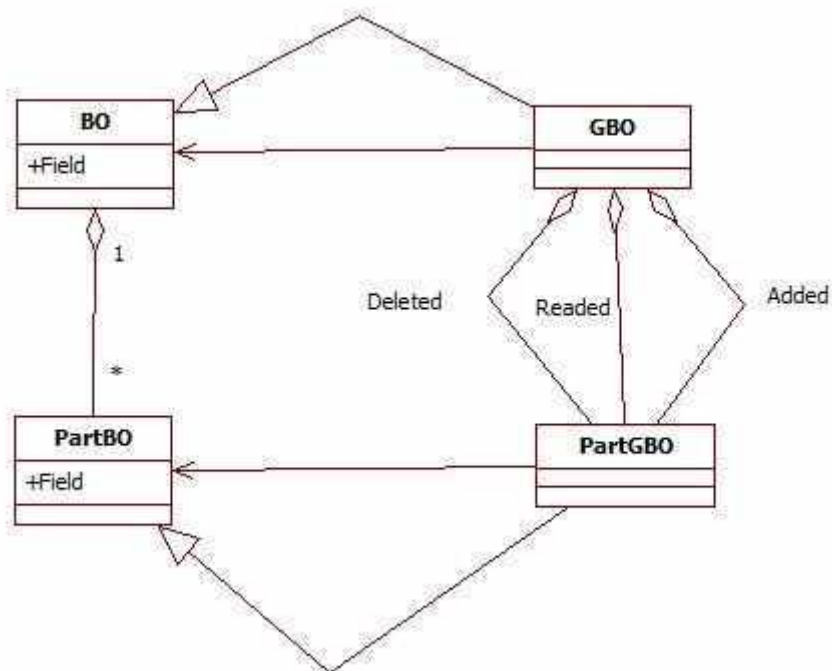 BO
+Field
GBO
1
Deleted
Readed
Added
*
PartBO
+Field
PartGBO